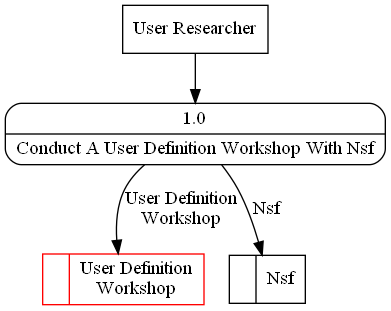 User Researcher
1.0
Conduct A User Definition Workshop With Nsf
User Definition
Workshop
Nsf
User Definition
Workshop
Nsf